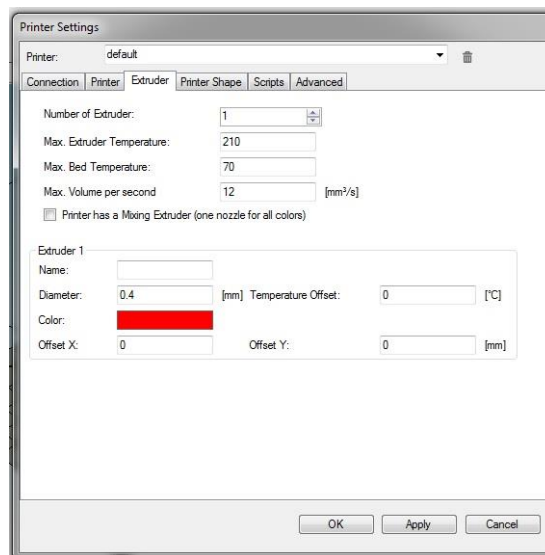 Printer Settings
Printer: default
Connection Printer Extruder Printer Shape Scripts Advanced
Number of Extruder: 1
Max. Extruder Temperature: 210
Max. Bed Temperature: 70
Max. Volume per second 12 [mm³/s]
Printer has a Mixing Extruder (one nozzle for all colors)
Extruder 1
Name:
Diameter: 0.4 [mm] Temperature Offset: 0 [°C]
Color:
Offset X: 0 Offset Y: 0 [mm]
OK Apply Cancel